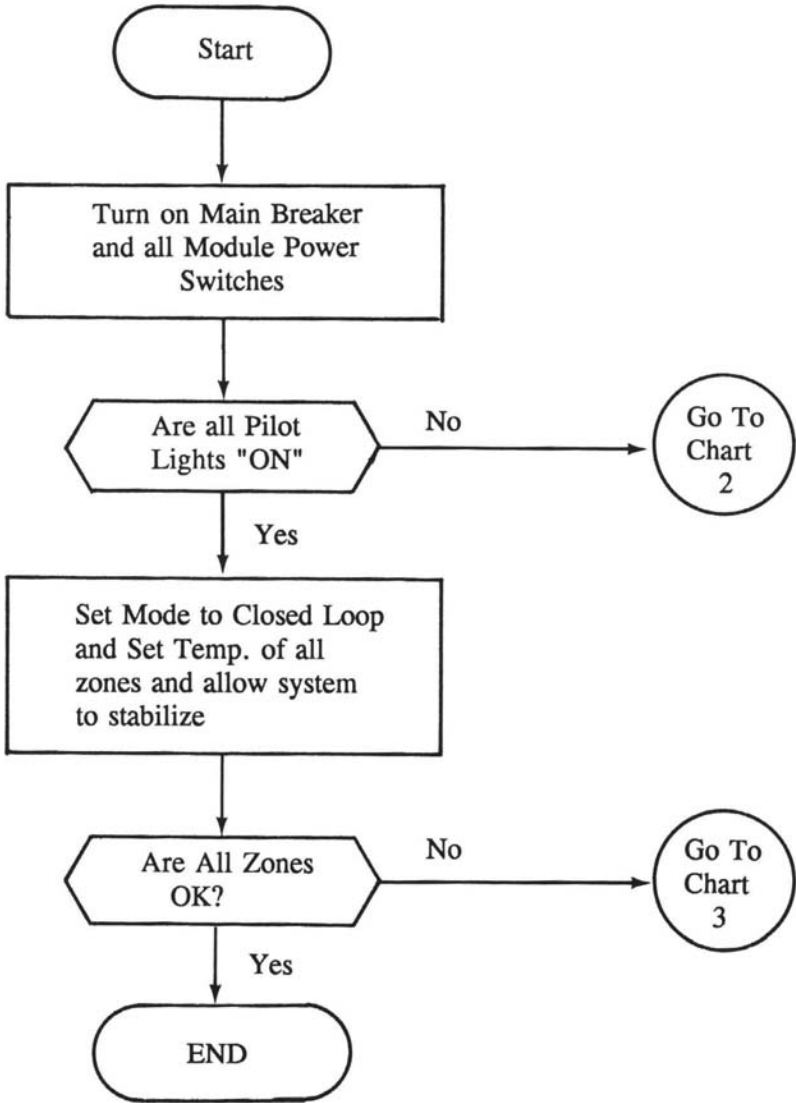 Start
Turn on Main Breaker
and all Module Power
Switches
Are all Pilot
Lights "ON"
No
Go To
Chart
2
Yes
Set Mode to Closed Loop
and Set Temp. of all
zones and allow system
to stabilize
Are All Zones
OK?
No
Go To
Chart
3
Yes
END